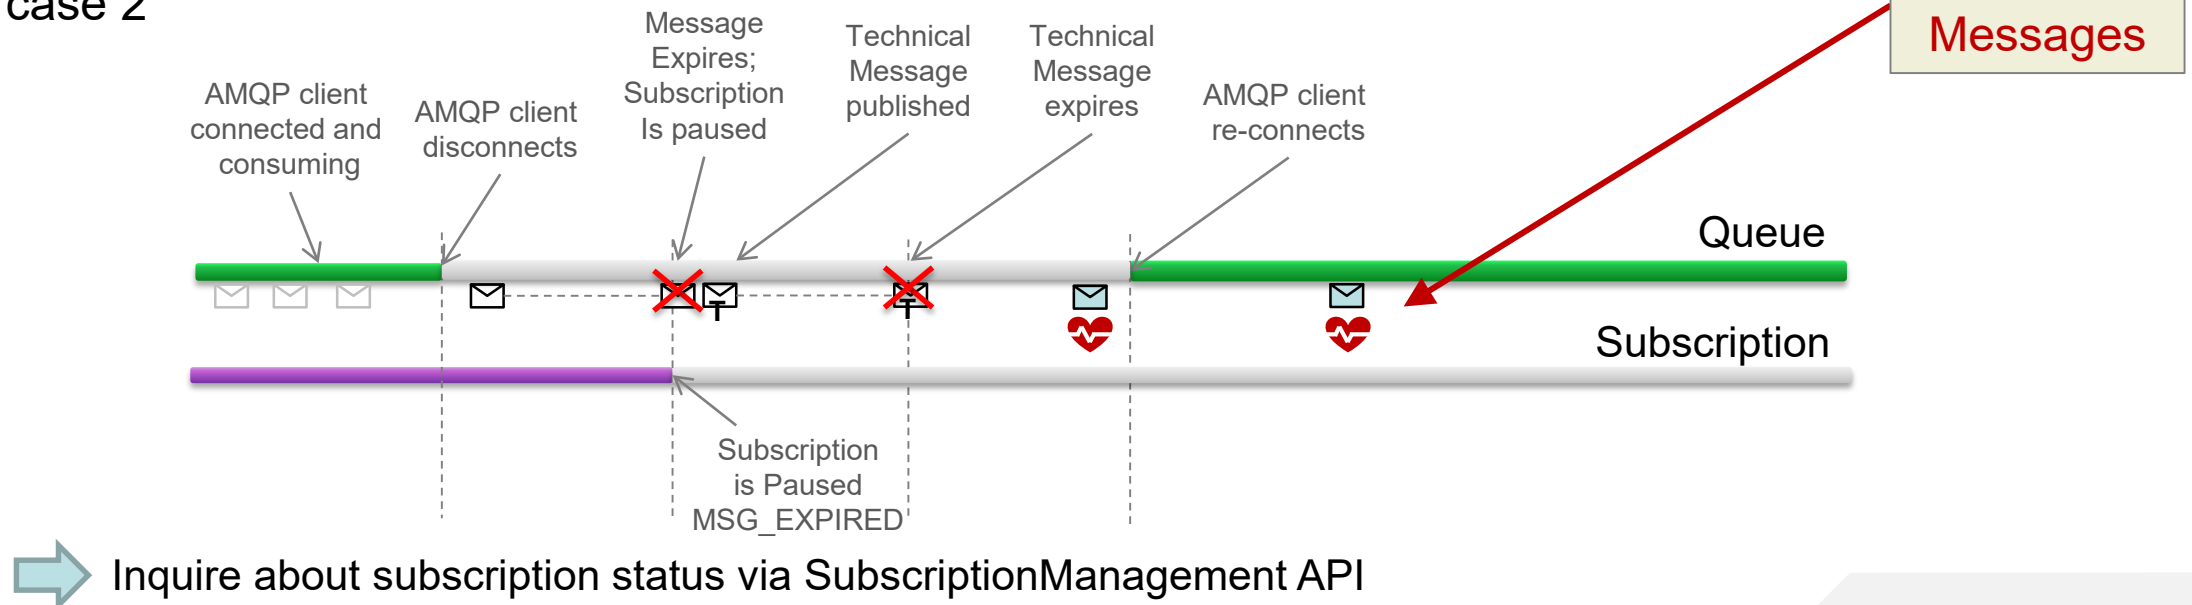 case 2
Messages
Message
Expires;
Subscription
Is paused
Technical
Message
published
Technical
Message
expires
AMQP client
connected and
consuming
AMQP client
disconnects
AMQP client
re-connects
Queue
T
T
Subscription
Subscription
is Paused
MSG_EXPIRED
Inquire about subscription status via SubscriptionManagement API